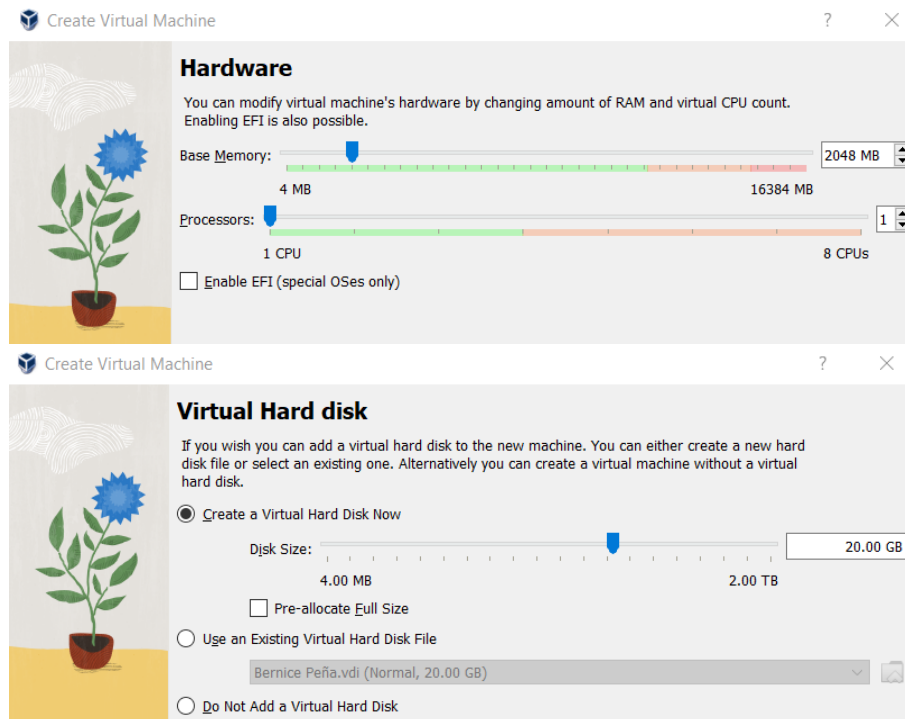 Create Virtual Machine ?
Hardware
You can modify virtual machine's hardware by changing amount of RAM and virtual CPU count.
Enabling EFI is also possible.
Base Memory: 2048 MB
4 MB 16384 MB
Processors: 1
1 CPU 8 CPUs
Enable EFI (special OSes only)
Create Virtual Machine ?
Virtual Hard disk
If you wish you can add a virtual hard disk to the new machine. You can either create a new hard
disk file or select an existing one. Alternatively you can create a virtual machine without a virtual
hard disk.
Create a Virtual Hard Disk Now
Disk Size: 20.00 GB
4.00 MB 2.00 TB
Pre-allocate Full Size
Use an Existing Virtual Hard Disk File
Bernice Peña.vdi (Normal, 20.00 GB)
Do Not Add a Virtual Hard Disk